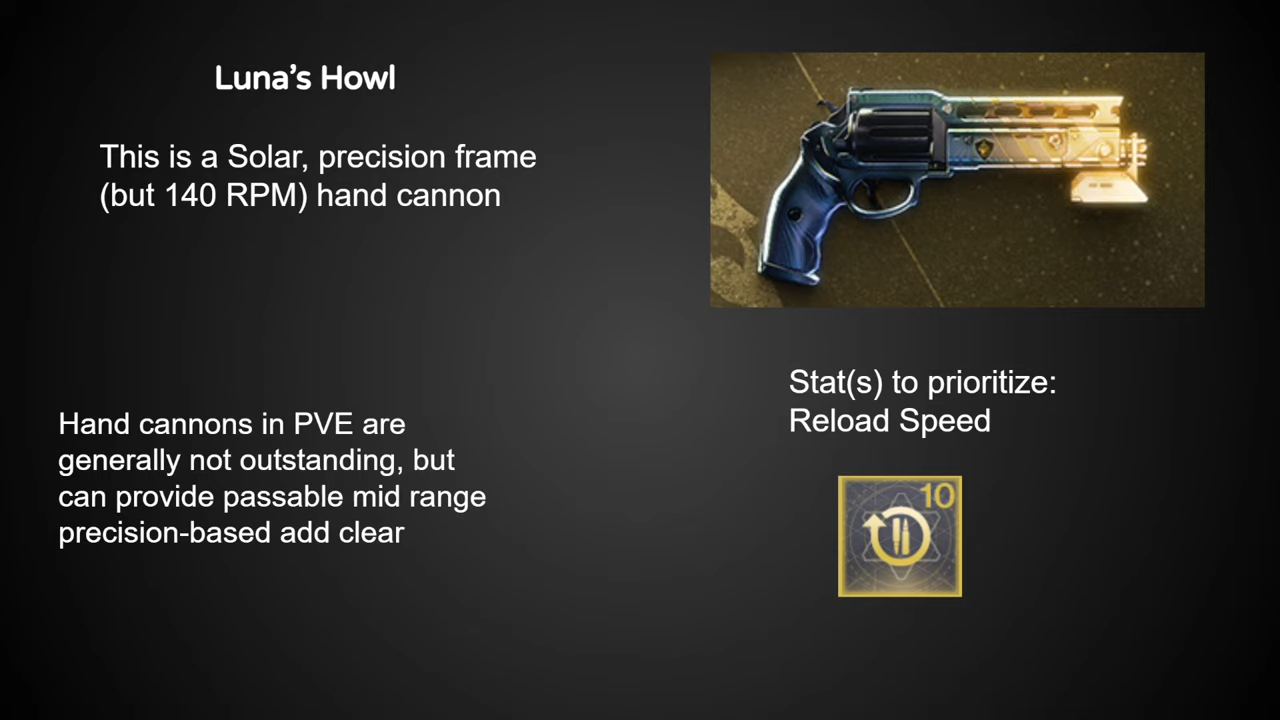 Luna's Howl
This is a Solar, precision frame
(but 140 RPM) hand cannon
Hand cannons in PVE are
generally not outstanding, but
can provide passable mid range
precision-based add clear
Stat(s) to prioritize:
Reload Speed
10